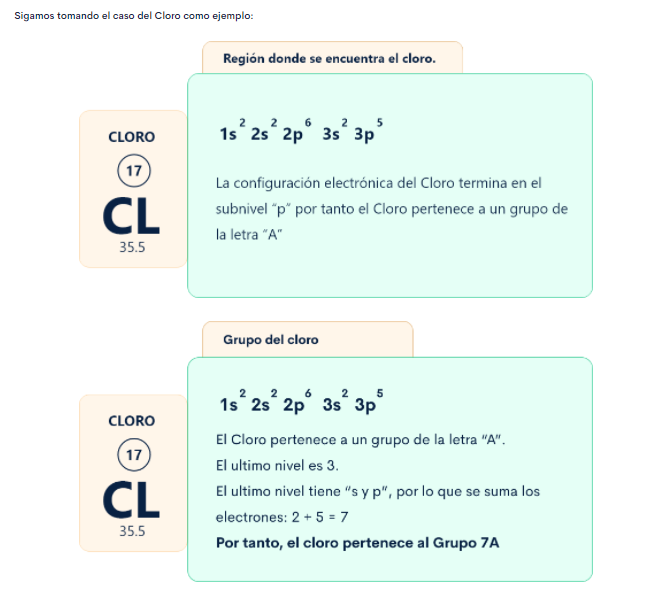 Sigamos tomando el caso del Cloro como ejemplo:
Región donde se encuentra el cloro.
CLORO
17
CL
35.5
1s² 2s² 2p⁶ 3s² 3p⁵
La configuración electrónica del Cloro termina en el
subnivel “p” por tanto el Cloro pertenece a un grupo de
la letra “A”
Grupo del cloro
CLORO
17
CL
35.5
1s² 2s² 2p⁶ 3s² 3p⁵
El Cloro pertenece a un grupo de la letra “A”.
El ultimo nivel es 3.
El ultimo nivel tiene “s y p”, por lo que se suma los
electrones: 2 + 5 = 7
Por tanto, el cloro pertenece al Grupo 7A